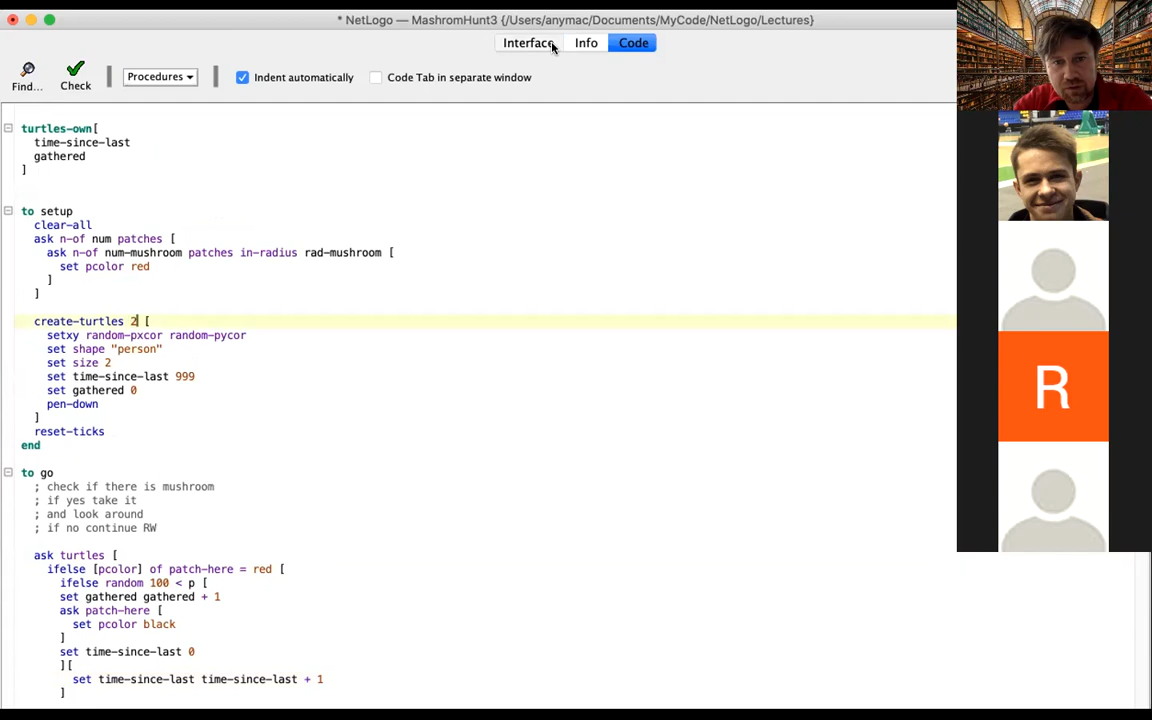 * NetLogo — MashromHunt3 {/Users/anymac/Documents/MyCode/NetLogo/Lectures}
Interface Info Code
Find... Check Procedures Indent automatically Code Tab in separate window
turtles-own[
time-since-last
gathered
]
to setup
clear-all
ask n-of num patches [
ask n-of num-mushroom patches in-radius rad-mushroom [
set pcolor red
]
]
create-turtles 2 [
setxy random-pxcor random-pycor
set shape "person"
set size 2
set time-since-last 999
set gathered 0
pen-down
]
reset-ticks
end
to go
; check if there is mushroom
; if yes take it
; and look around
; if no continue RW
ask turtles [
ifelse [pcolor] of patch-here = red [
ifelse random 100 < p [
set gathered gathered + 1
ask patch-here [
set pcolor black
]
set time-since-last 0
][
set time-since-last time-since-last + 1
]
R